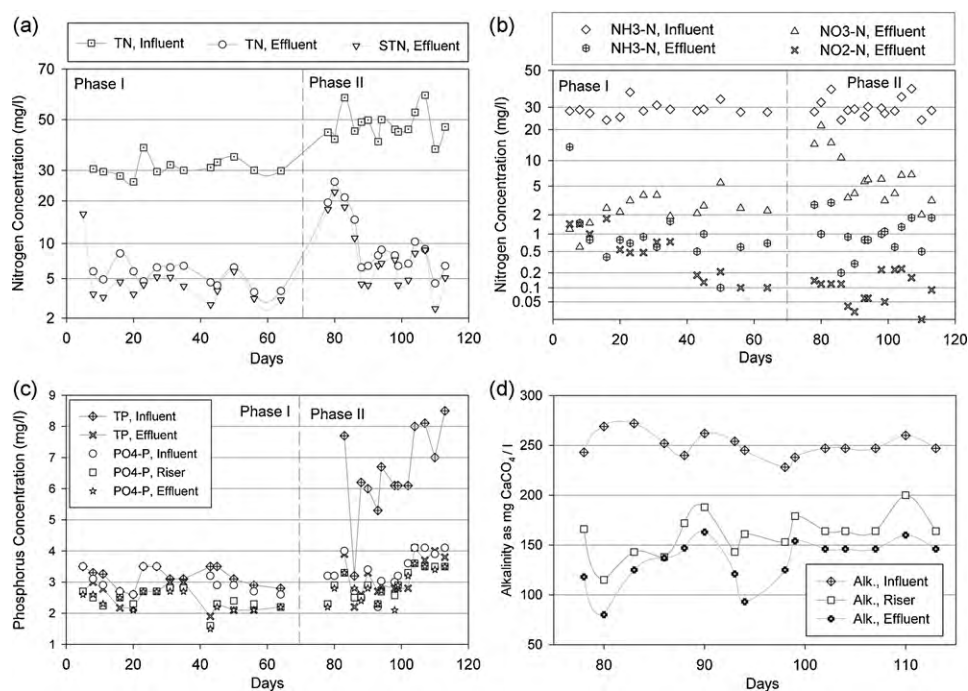 (a)
TN, Influent
TN, Effluent
STN, Effluent
Nitrogen Concentration (mg/l)
70
50
30
20
10
5
2
Phase I
Phase II
0
20
40
60
80
100
120
Days
(b)
NH3-N, Influent
NO3-N, Effluent
NH3-N, Effluent
NO2-N, Effluent
Nitrogen Concentration (mg/l)
50
30
20
10
5
2
1
0.5
0.2
0.1
0.05
Phase I
Phase II
0
20
40
60
80
100
120
Days
(c)
Phosphorus Concentration (mg/l)
9
8
7
6
5
4
3
2
1
TP, Influent
TP, Effluent
PO4-P, Influent
PO4-P, Riser
PO4-P, Effluent
Phase I
Phase II
0
20
40
60
80
100
120
Days
(d)
Alkalinity as mg CaCO4/ l
300
250
200
150
100
50
Alk., Influent
Alk., Riser
Alk., Effluent
80
90
100
110
Days